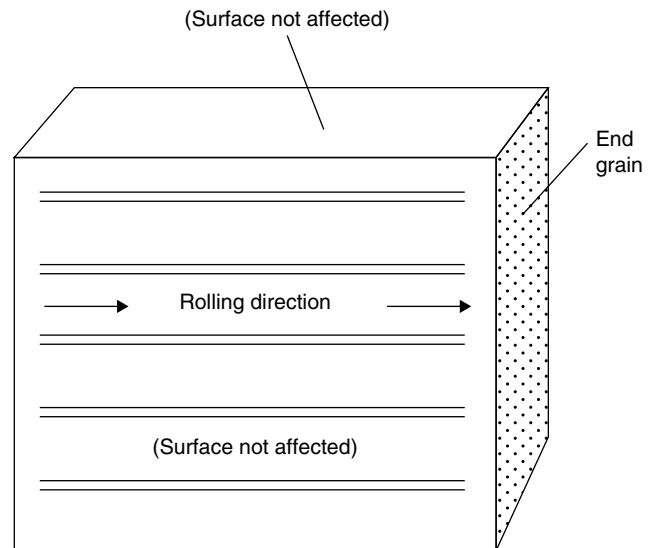 (Surface not affected)
End
grain
Rolling direction
(Surface not affected)